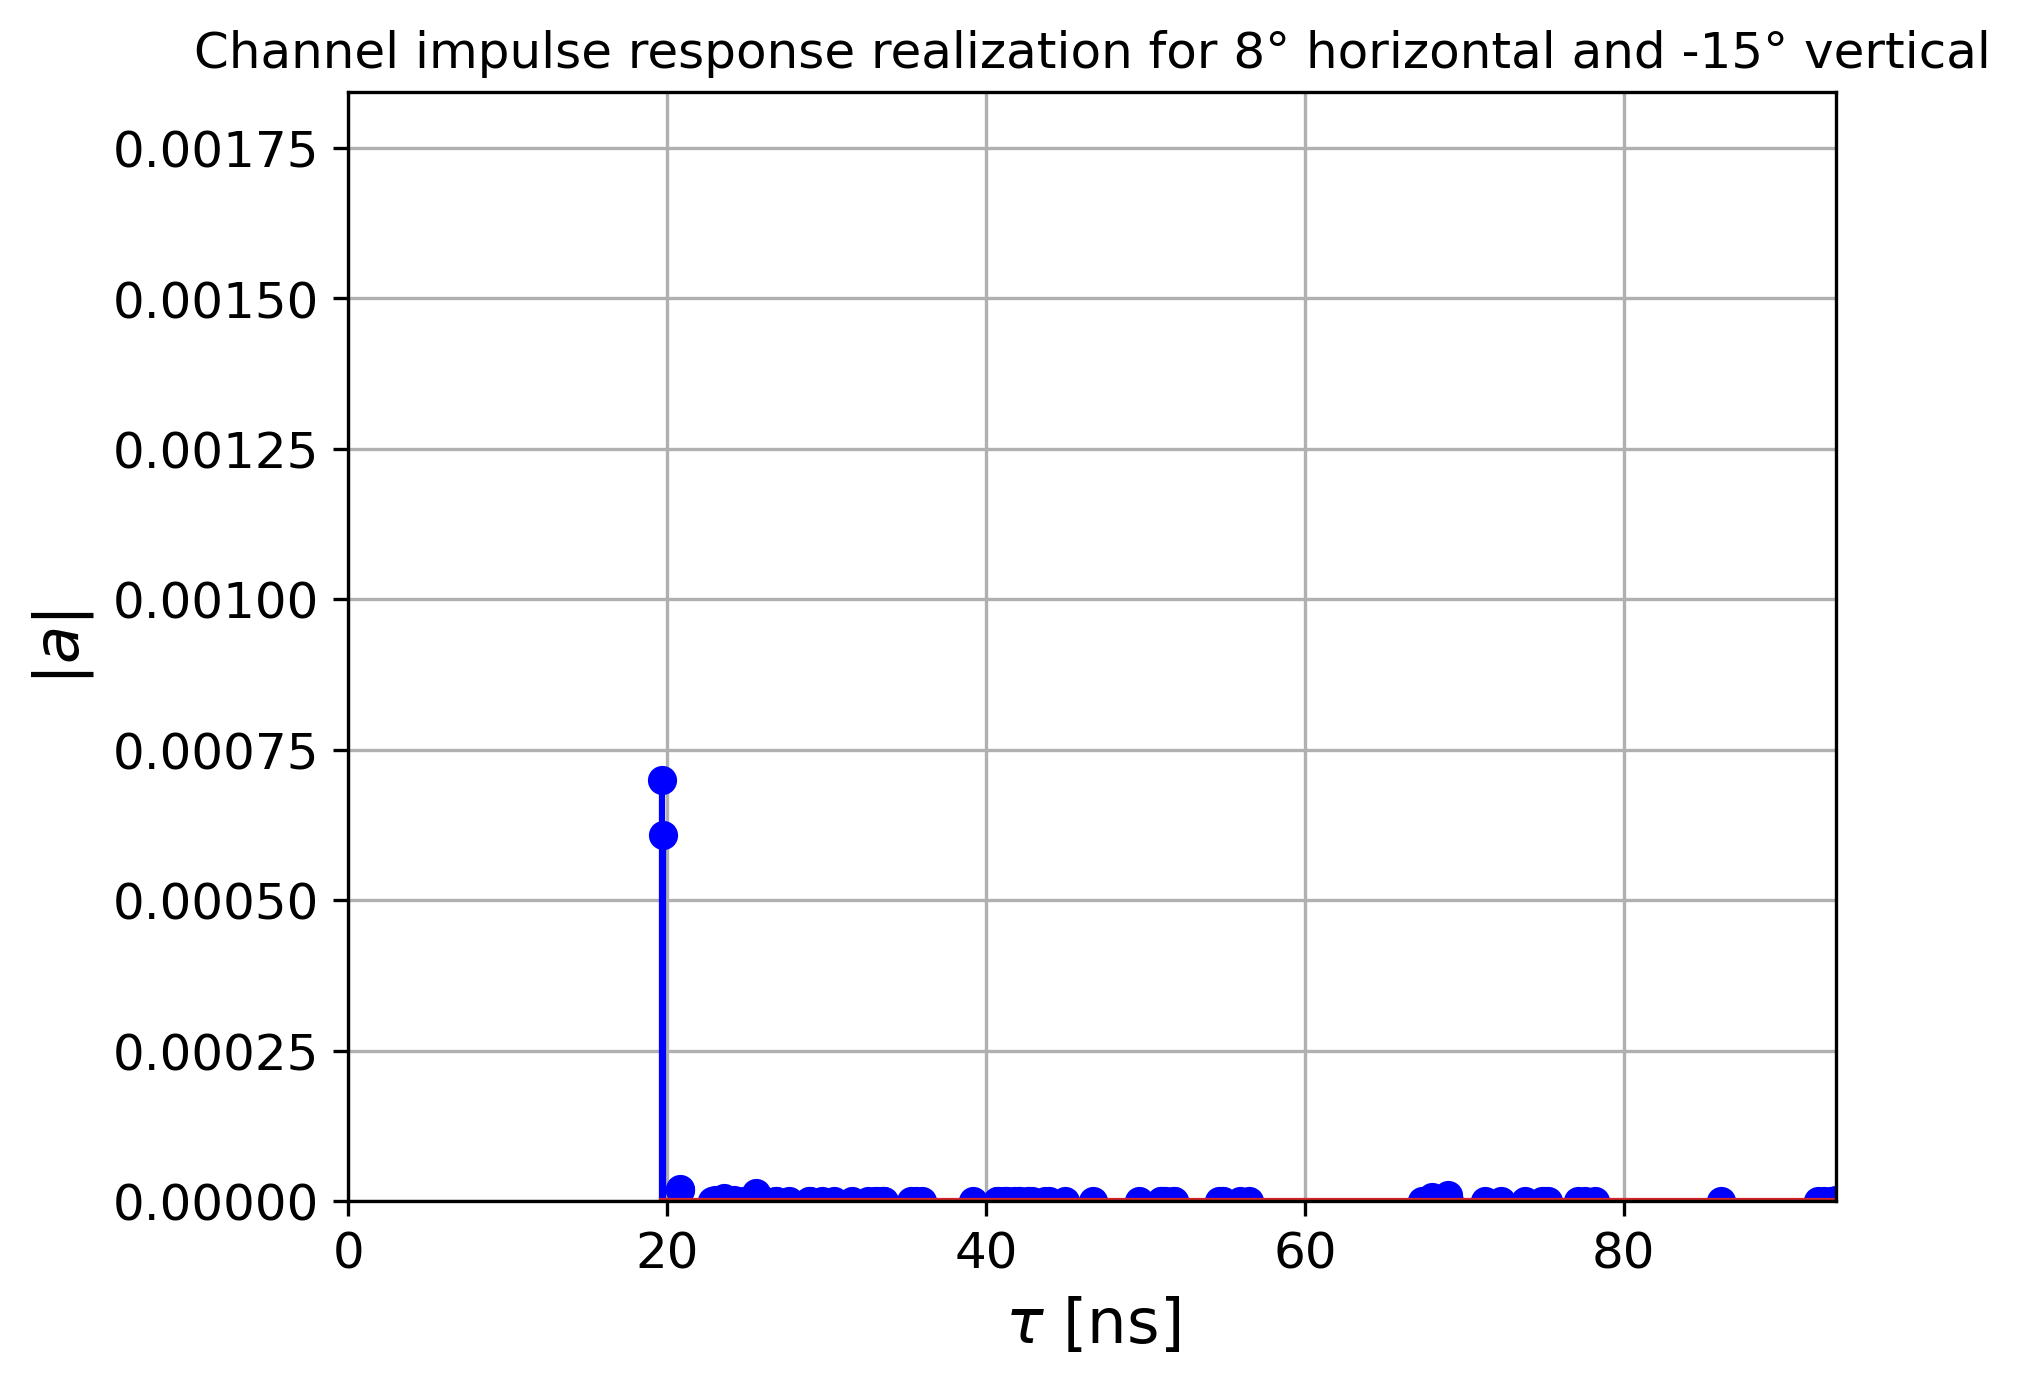 Channel impulse response realization for 8° horizontal and -15° vertical
0.00175
0.00150
0.00125
0.00100
0.00075
0.00050
0.00025
0.00000
|a|
0 20 40 60 80
τ [ns]